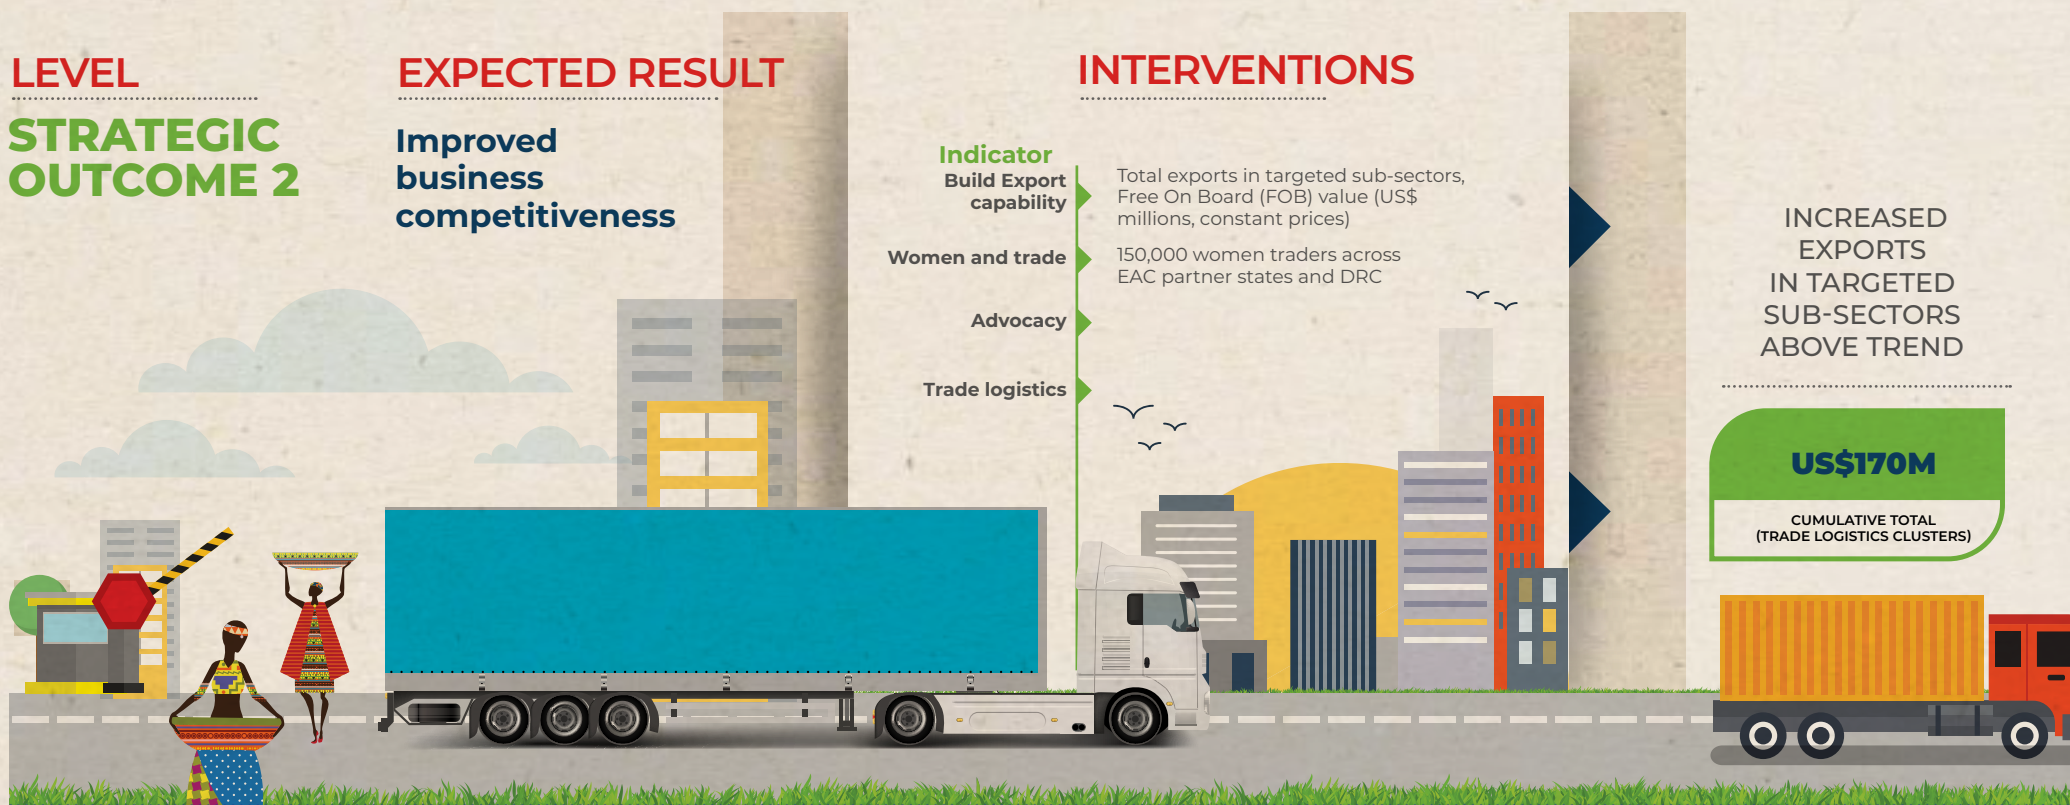 LEVEL
STRATEGIC
OUTCOME 2
EXPECTED RESULT
Improved
business
competitiveness
INTERVENTIONS
Indicator
Build Export
capability
Total exports in targeted sub-sectors,
Free On Board (FOB) value (US$
millions, constant prices)
Women and trade
150,000 women traders across
EAC partner states and DRC
Advocacy
Trade logistics
INCREASED
EXPORTS
IN TARGETED
SUB-SECTORS
ABOVE TREND
US$170M
CUMULATIVE TOTAL
(TRADE LOGISTICS CLUSTERS)